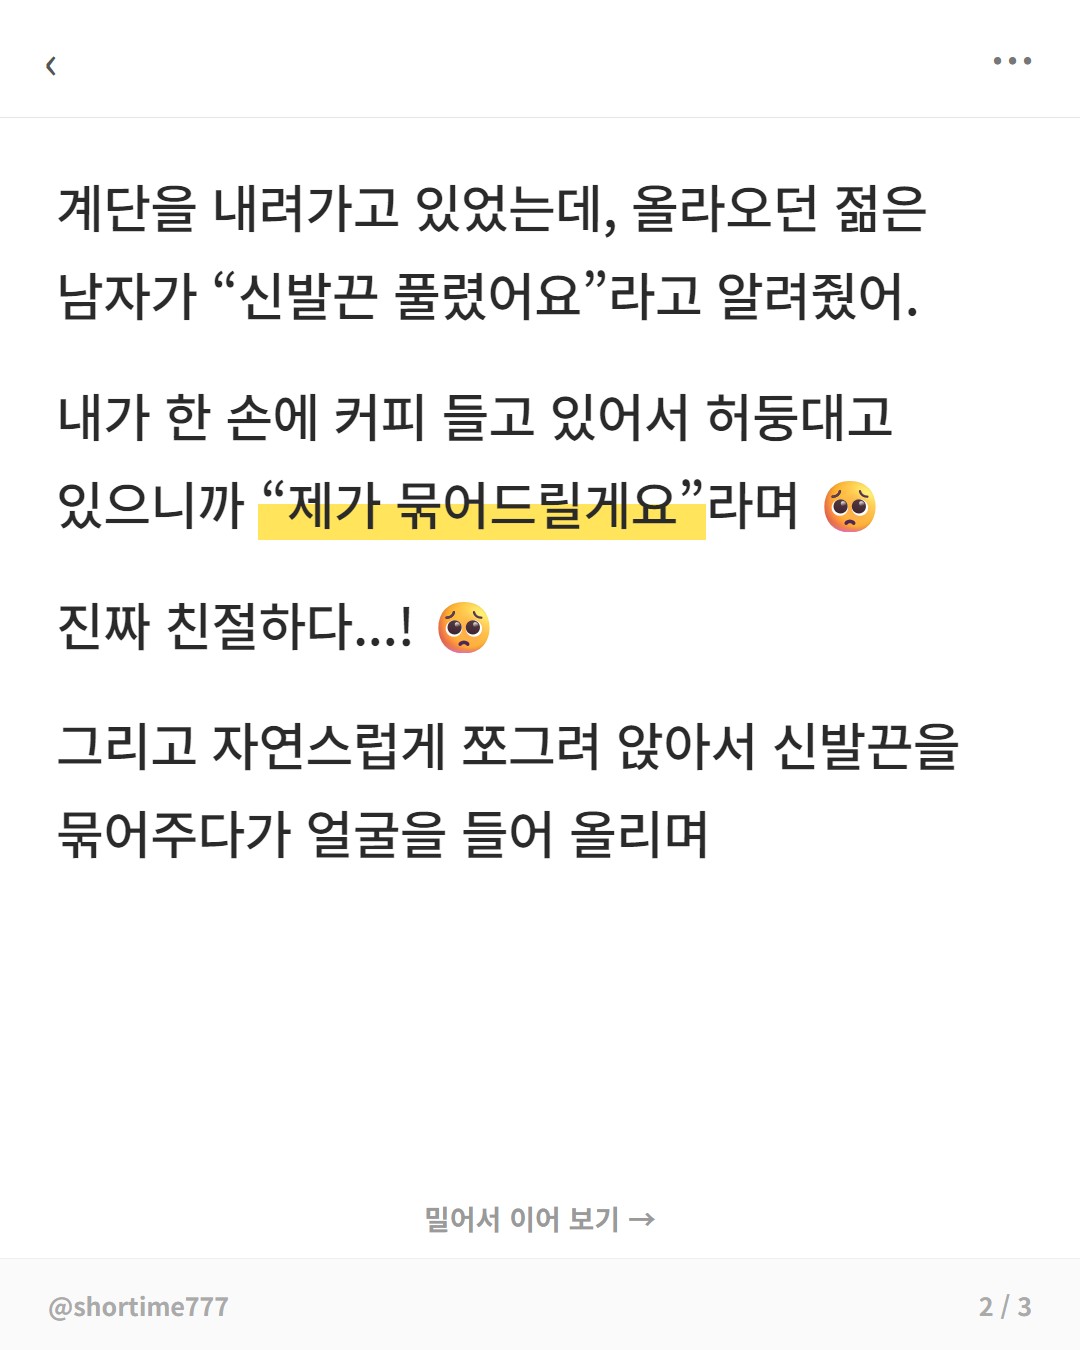 ‹ •••
계단을 내려가고 있었는데, 올라오던 젊은
남자가 “신발끈 풀렸어요”라고 알려줬어.
내가 한 손에 커피 들고 있어서 허둥대고
있으니까 “제가 묶어드릴게요”라며 🥺
진짜 친절하다...! 🥺
그리고 자연스럽게 쪼그려 앉아서 신발끈을
묶어주다가 얼굴을 들어 올리며
밀어서 이어 보기 →
@shortime777 2 / 3